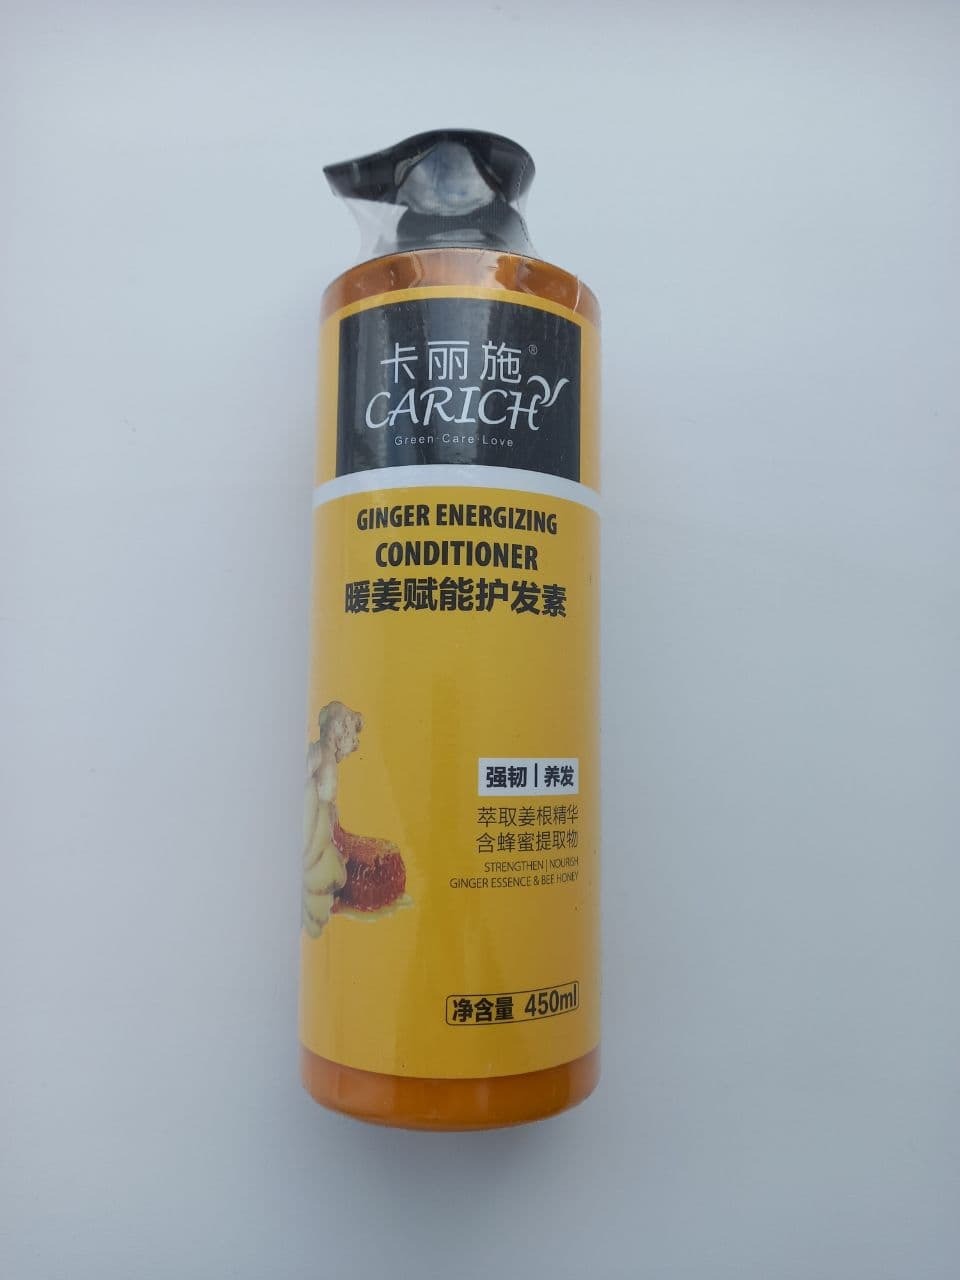 卡丽施®
CARICH
Green·Care·Love
GINGER ENERGIZING
CONDITIONER
暖姜赋能护发素
强韧|养发
萃取姜根精华
含蜂蜜提取物
STRENGTHEN | NOURISH
GINGER ESSENCE & BEE HONEY
净含量 450ml